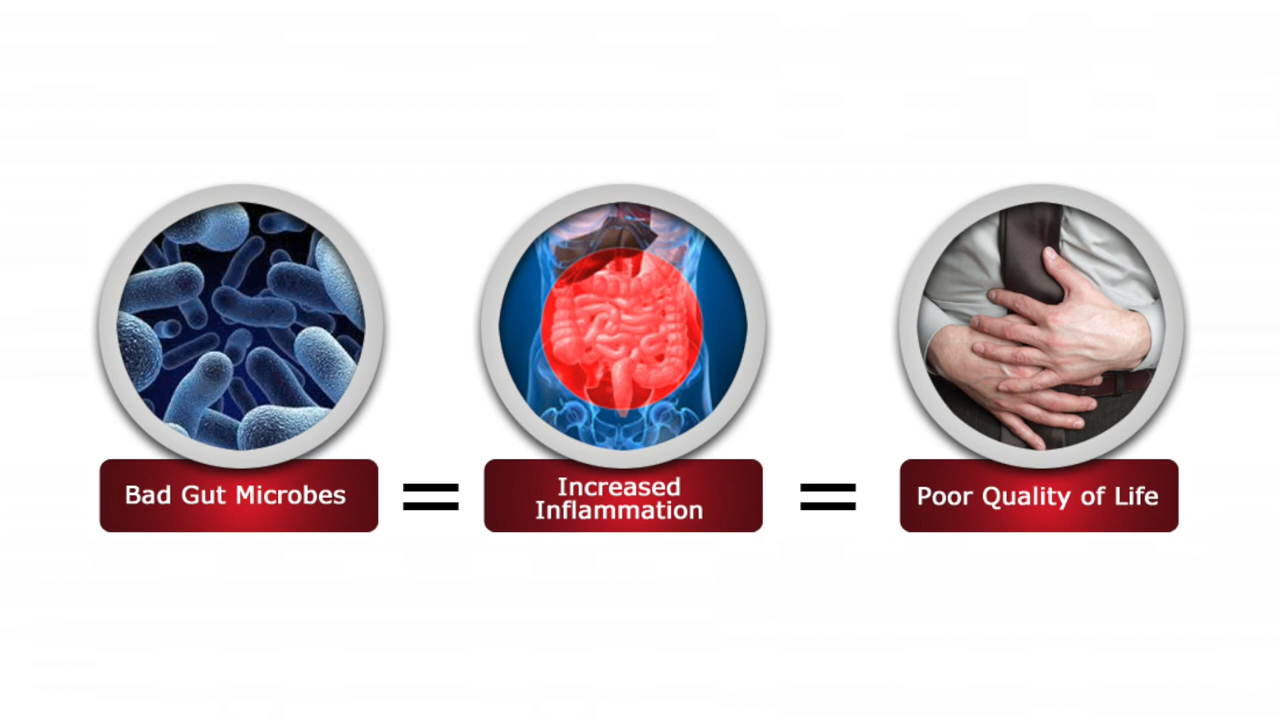 Bad Gut Microbes
=
Increased
Inflammation
=
Poor Quality of Life